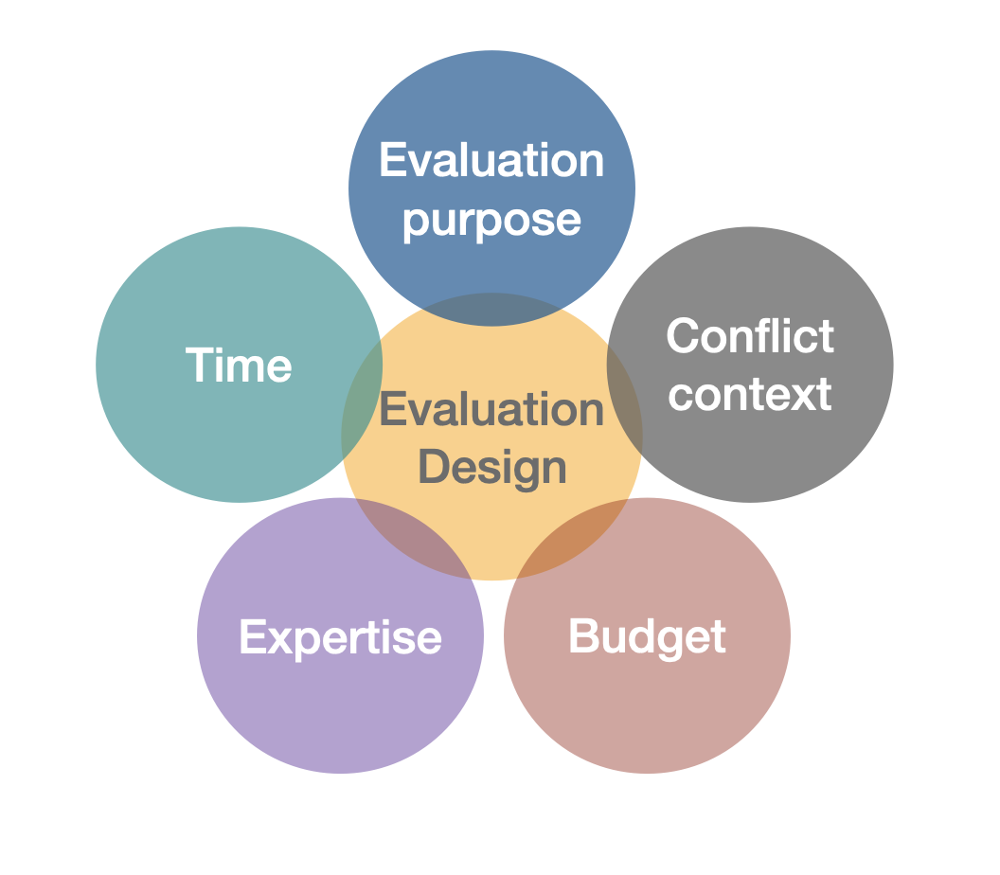 Evaluation
purpose
Time
Conflict
context
Evaluation
Design
Expertise
Budget